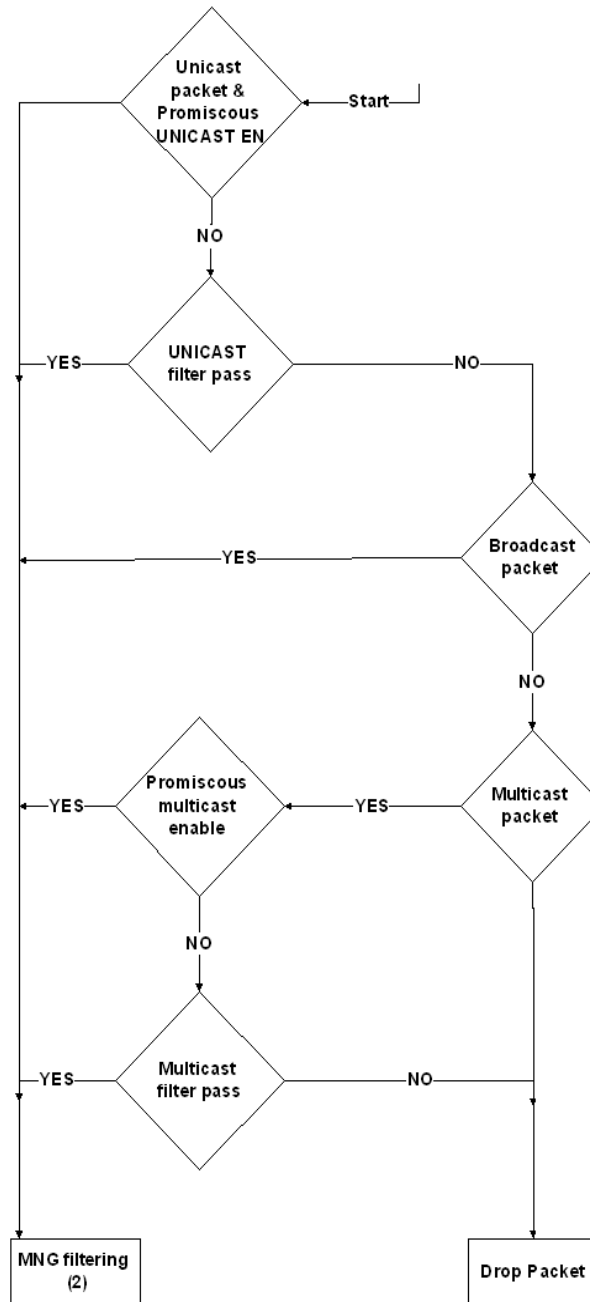 Unicast
packet &
Promiscous
UNICAST EN
Start
NO
UNICAST
filter pass
YES
NO
Broadcast
packet
YES
NO
Promiscous
multicast
enable
Multicast
packet
YES
YES
NO
Multicast
filter pass
YES
NO
MNG filtering
(2)
Drop Packet